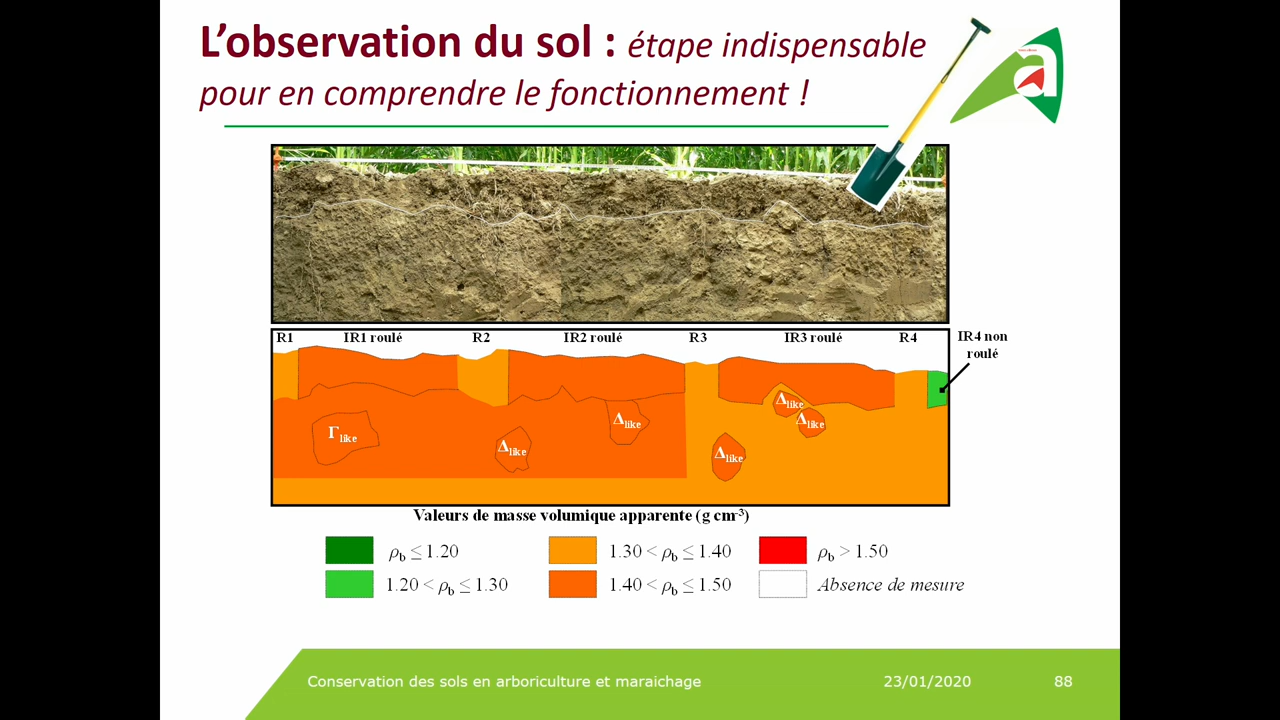 L'observation du sol : étape indispensable
pour en comprendre le fonctionnement !
R1 IR1 roulé R2 IR2 roulé R3 IR3 roulé R4 IR4 non
roulé
Δlike
Δlike
Δlike
Γlike
Δlike
Δlike
Valeurs de masse volumique apparente (g cm-3)
ρb ≤ 1.20 1.30 < ρb ≤ 1.40 ρb > 1.50
1.20 < ρb ≤ 1.30 1.40 < ρb ≤ 1.50 Absence de mesure
Conservation des sols en arboriculture et maraichage 23/01/2020 88